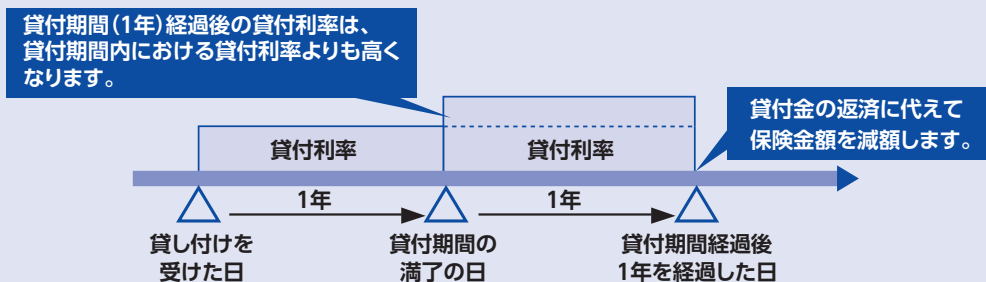 貸付期間(1年)経過後の貸付利率は、
貸付期間内における貸付利率よりも高く
なります。
貸付金の返済に代えて
保険金額を減額します。
貸付利率
貸付利率
1年
1年
貸し付けを
受けた日
貸付期間の
満了の日
貸付期間経過後
1年を経過した日